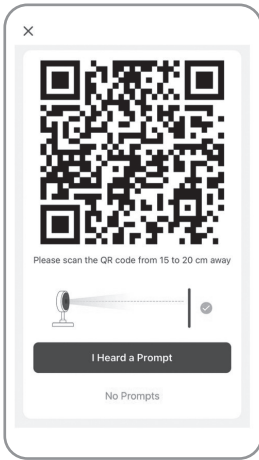 Please scan the QR code from 15 to 20 cm away
I Heard a Prompt
No Prompts